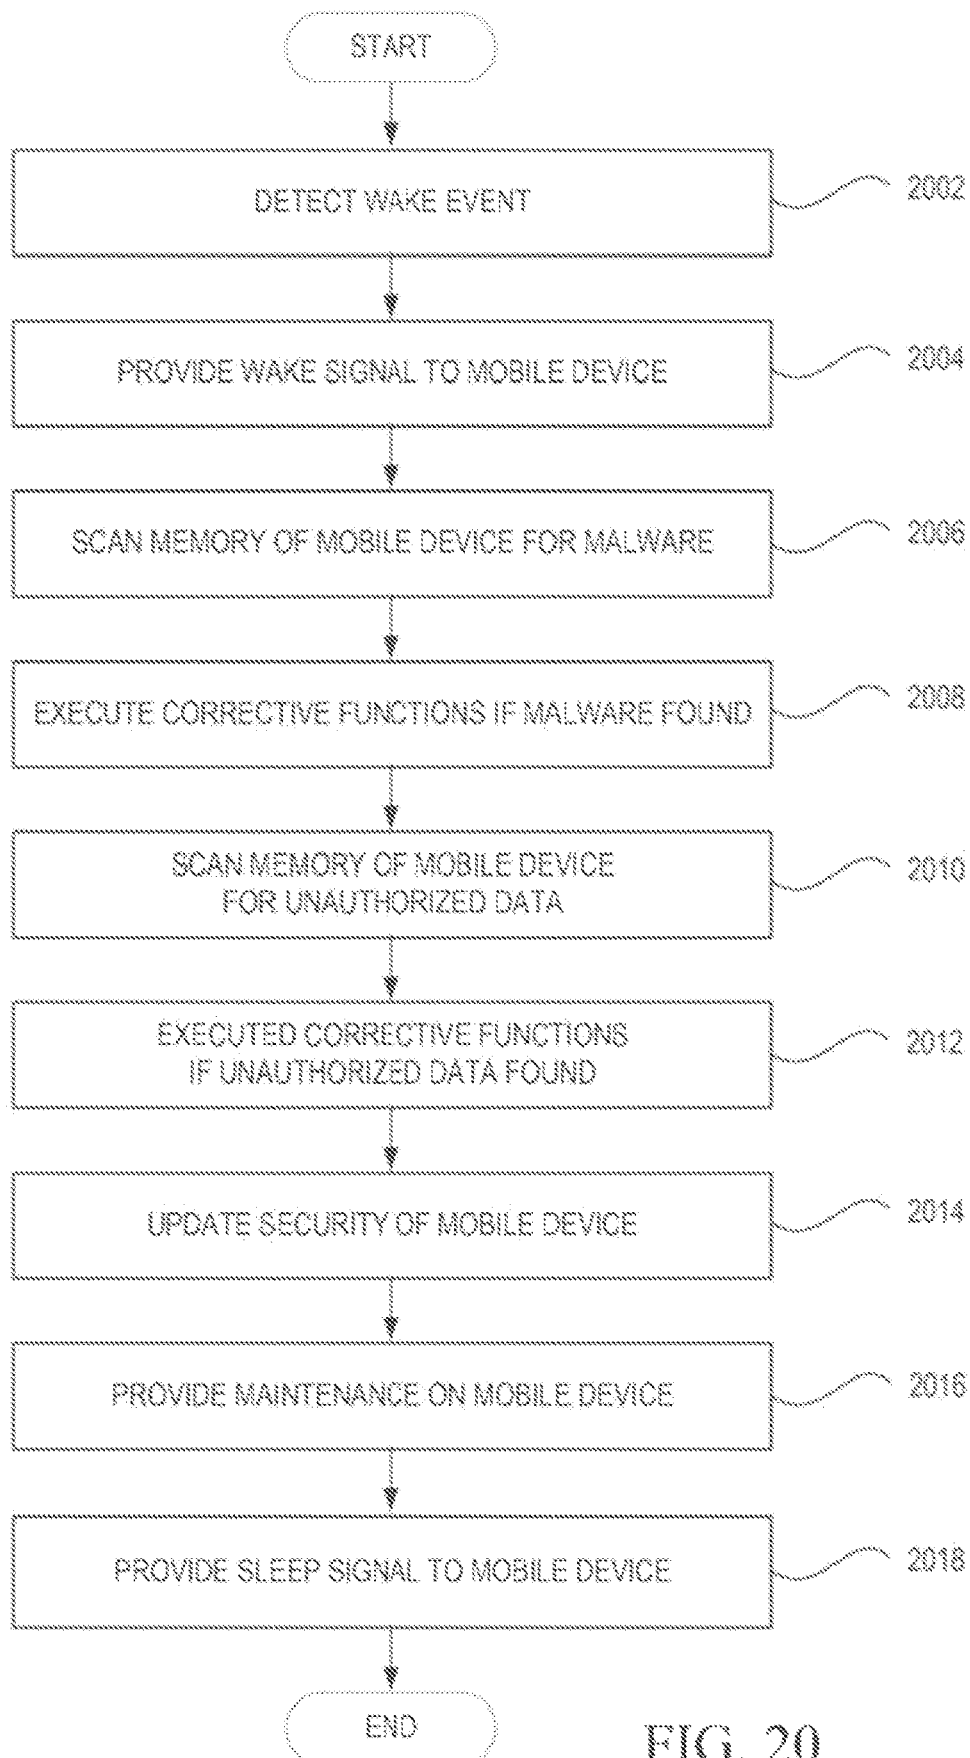 START
DETECT WAKE EVENT
2002
PROVIDE WAKE SIGNAL TO MOBILE DEVICE
2004
SCAN MEMORY OF MOBILE DEVICE FOR MALWARE
2006
EXECUTE CORRECTIVE FUNCTIONS IF MALWARE FOUND
2008
SCAN MEMORY OF MOBILE DEVICE
FOR UNAUTHORIZED DATA
2010
EXECUTED CORRECTIVE FUNCTIONS
IF UNAUTHORIZED DATA FOUND
2012
UPDATE SECURITY OF MOBILE DEVICE
2014
PROVIDE MAINTENANCE ON MOBILE DEVICE
2016
PROVIDE SLEEP SIGNAL TO MOBILE DEVICE
2018
END
FIG. 20